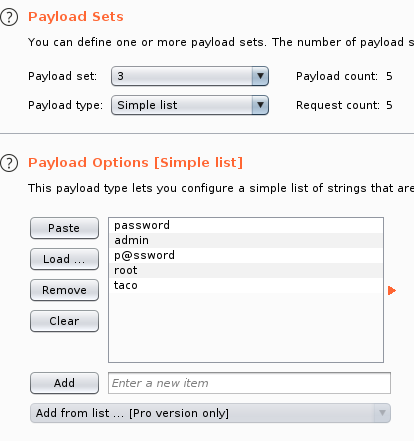 ? Payload Sets
You can define one or more payload sets. The number of payload s
Payload set: 3 Payload count: 5
Payload type: Simple list Request count: 5
? Payload Options [Simple list]
This payload type lets you configure a simple list of strings that are
Paste
Load ...
Remove
Clear
password
admin
p@ssword
root
taco
Add Enter a new item
Add from list ... [Pro version only]